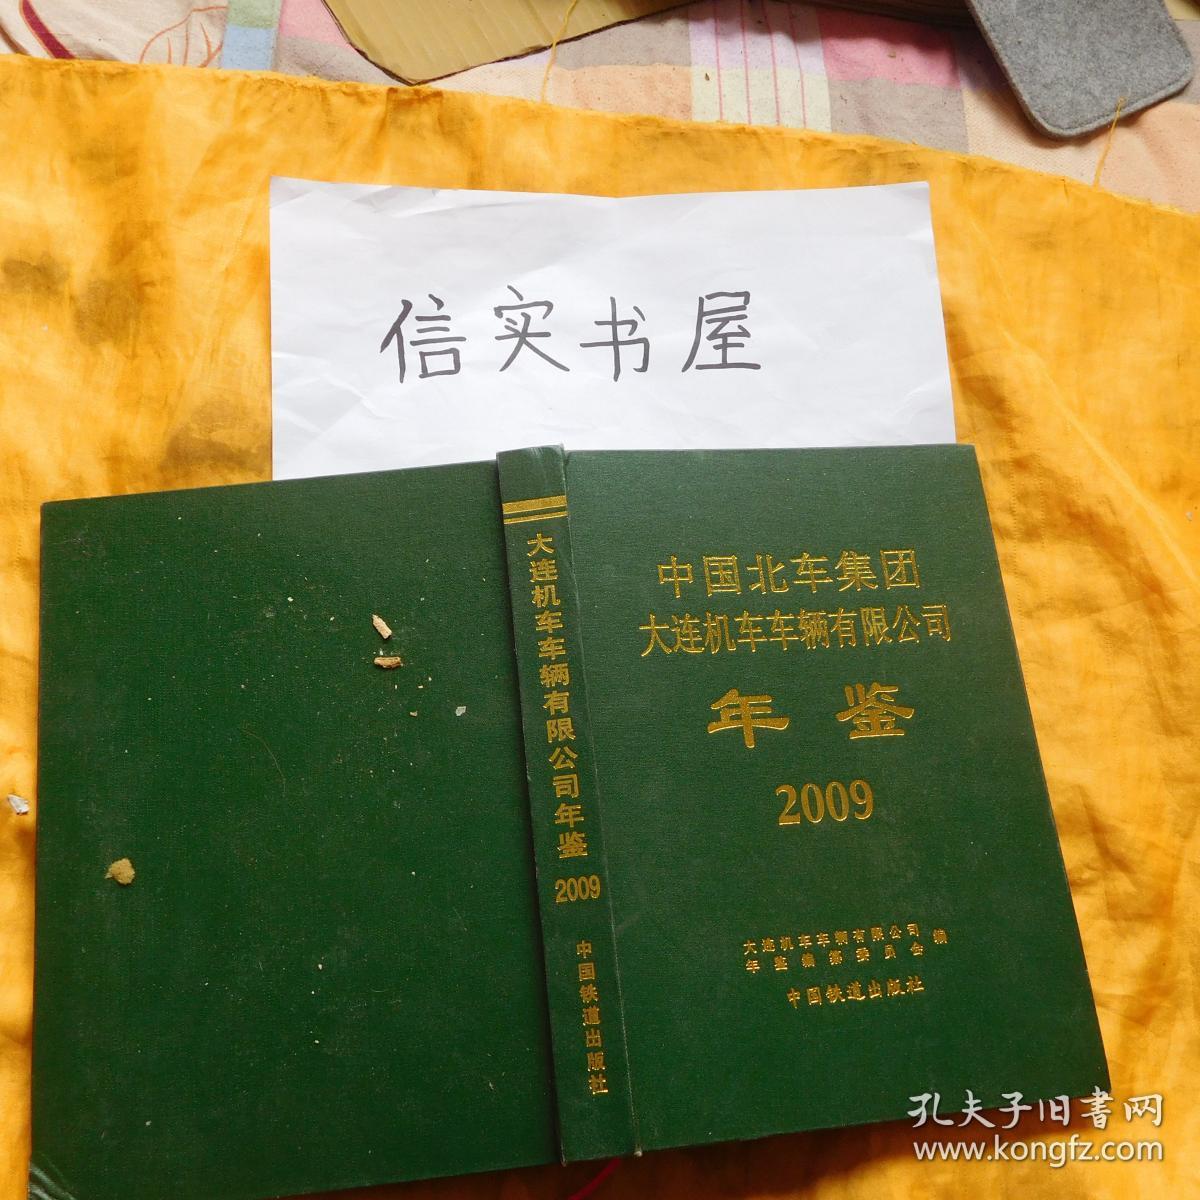 信实书屋
大连机车车辆有限公司年鉴 2009 中国铁道出版社
中国北车集团
大连机车车辆有限公司
年鉴
2009
大连机车车辆有限公司
年鉴编纂委员会 编
中国铁道出版社
孔夫子旧書网
www.kongfz.com